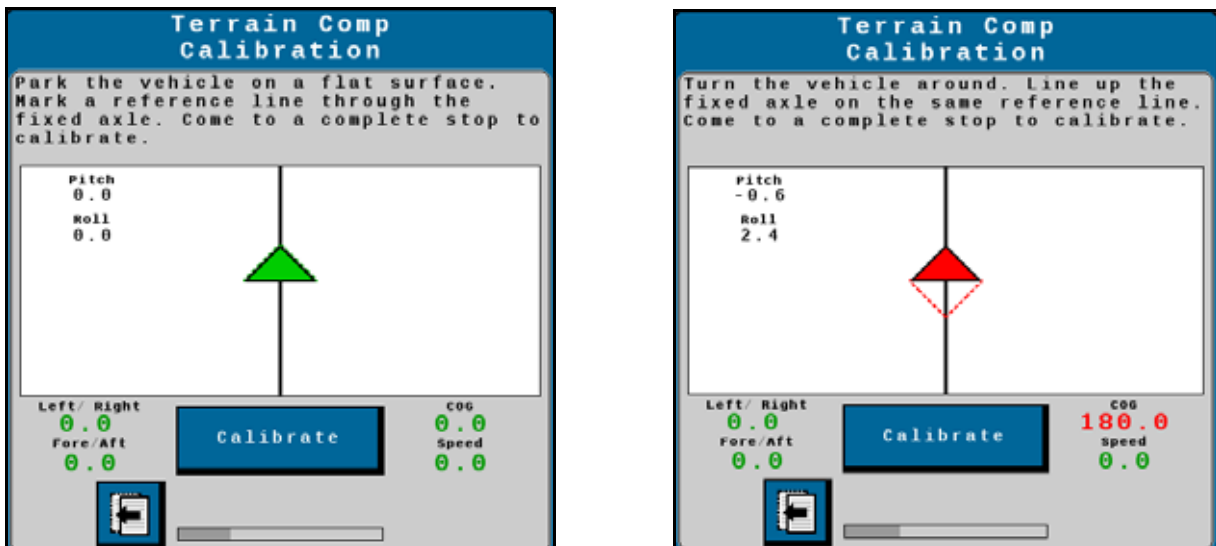 Terrain Comp
Calibration
Park the vehicle on a flat surface.
Mark a reference line through the
fixed axle. Come to a complete stop to
calibrate.
Pitch
0.0
Roll
0.0
Left/ Right
0.0
Fore/Aft
0.0
Calibrate
COG
0.0
Speed
0.0
Terrain Comp
Calibration
Turn the vehicle around. Line up the
fixed axle on the same reference line.
Come to a complete stop to calibrate.
Pitch
-0.6
Roll
2.4
Left/ Right
0.0
Fore/Aft
0.0
Calibrate
COG
180.0
Speed
0.0